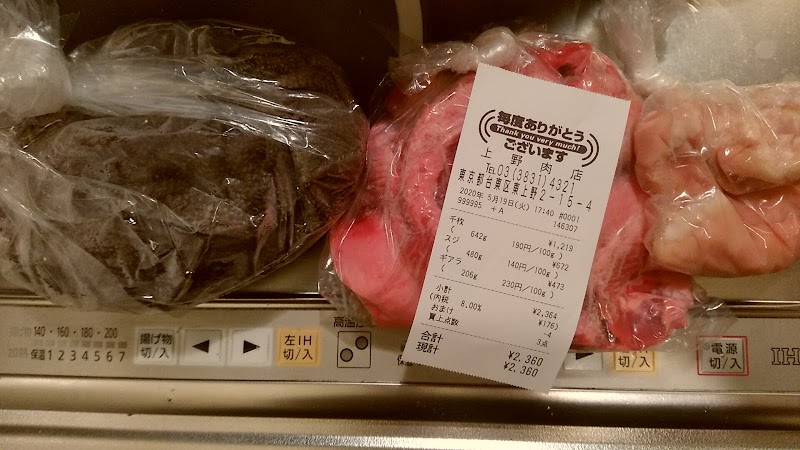 毎度ありがとう
Thank you very much!
ございます
上野肉店
TEL 03(3831)4321
東京都台東区東上野2-15-4
2020年 5月19日(火) 17:40 #0001
999995 146307
+A
千枚 ¥1,219
( 642g 190円/100g )
スジ ¥672
( 480g 140円/100g )
ギアラ ¥473
( 206g 230円/100g )
小計 ¥2,364
(内税 8.00% ¥176)
おまけ -4
買上点数 3点
合計 ¥2,360
現計 ¥2,360
140・160・180・200
保温 1 2 3 4 5 6 7
揚げ物
切/入
◀
▶
左IH
切/入
高温
切/入
電源
切/入
IH